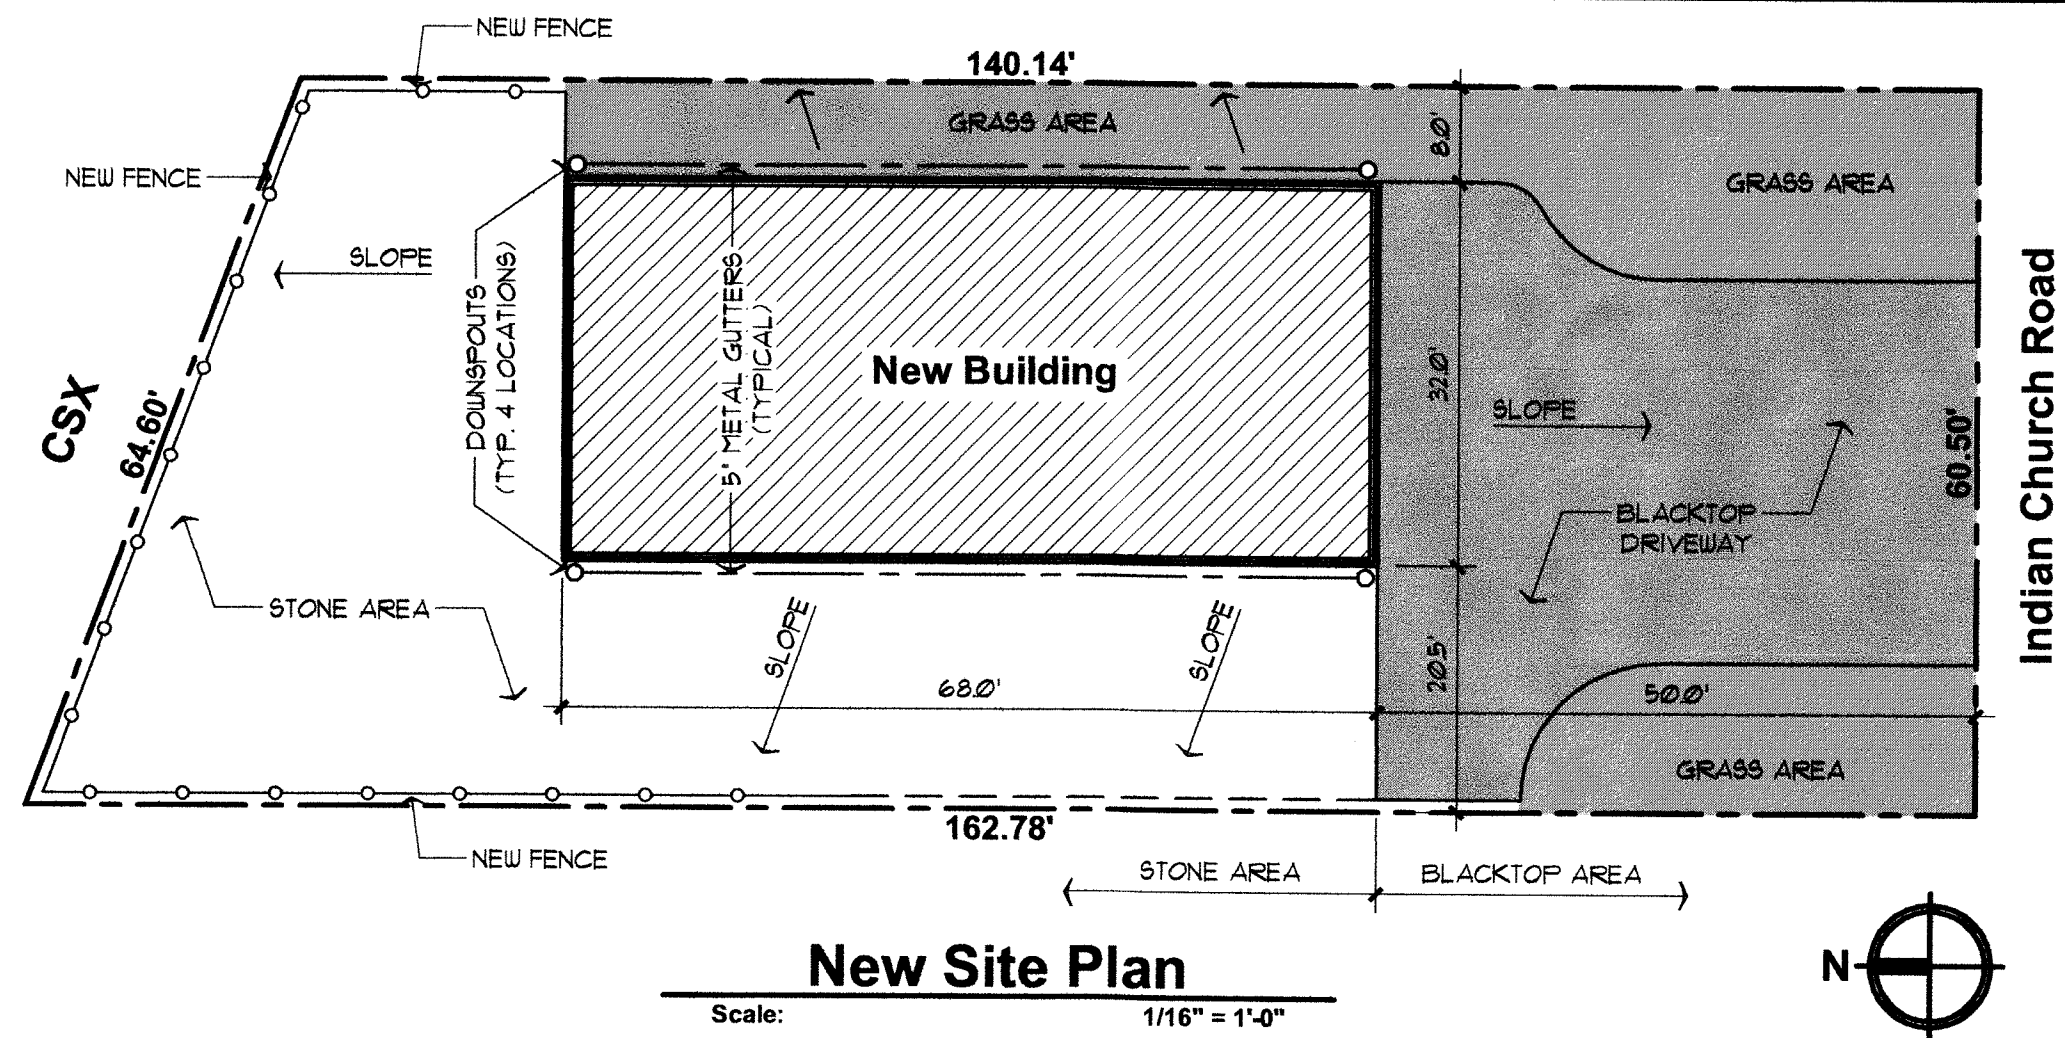 NEW FENCE
140.14'
GRASS AREA
8.0'
NEW FENCE
GRASS AREA
SLOPE
DOWNSPOUTS
(TYP. 4 LOCATIONS)
5" METAL GUTTERS
(TYPICAL)
New Building
32.0'
SLOPE
CSX
64.60'
60.50'
Indian Church Road
BLACKTOP
DRIVEWAY
STONE AREA
SLOPE
SLOPE
20.5'
68.0'
50.0'
GRASS AREA
162.78'
NEW FENCE
STONE AREA
BLACKTOP AREA
N
New Site Plan
Scale: 1/16" = 1'-0"